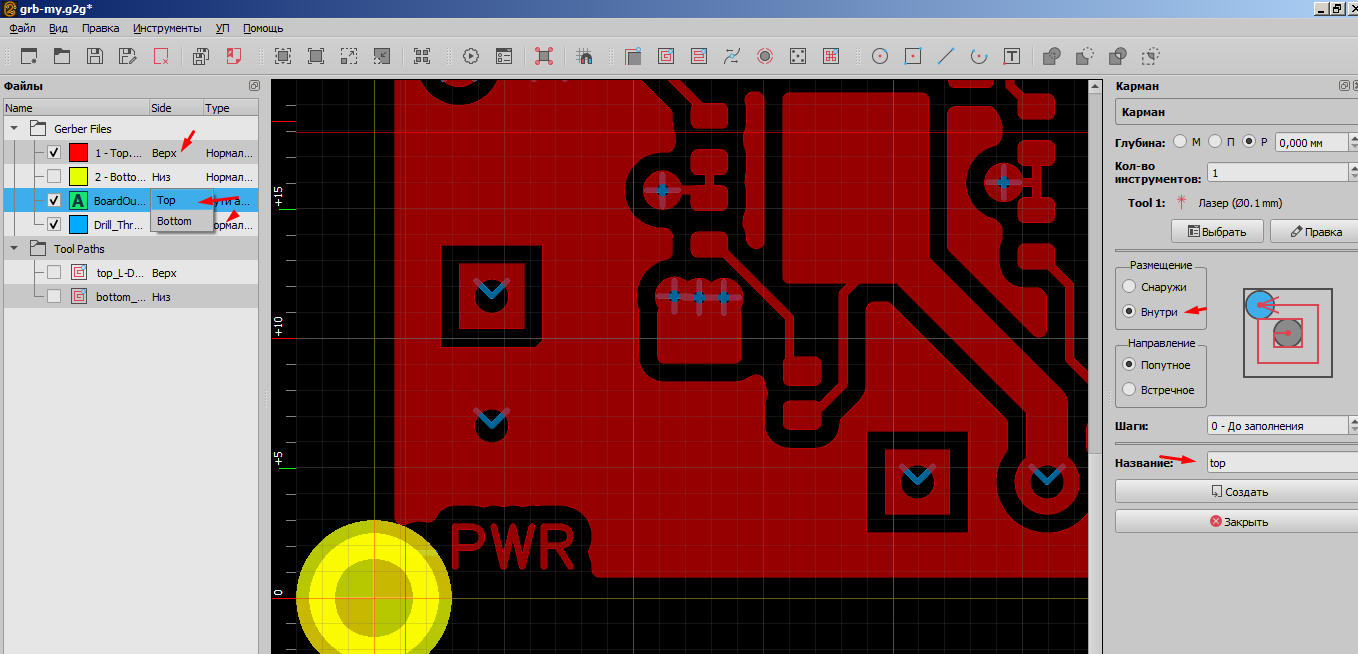 grb-my.g2g*
Файл Вид Правка Инструменты УП Помощь
Файлы
Name Side Type
Gerber Files
1 - Top.... Верх Нормал...
2 - Botto... Низ Нормал...
BoardOu... Top
Bottom
Drill_Thr...
Tool Paths
top_L-D... Верх
bottom_... Низ
+15
+10
+5
0
PWR
Карман
Карман
Глубина: М П Р 0,000 мм
Кол-во
инструментов: 1
Tool 1: Лазер (Ø0.1 mm)
Выбрать Правка
Размещение
Снаружи
Внутри
Направление
Попутное
Встречное
Шаги: 0 - До заполнения
Название: top
Создать
Закрыть